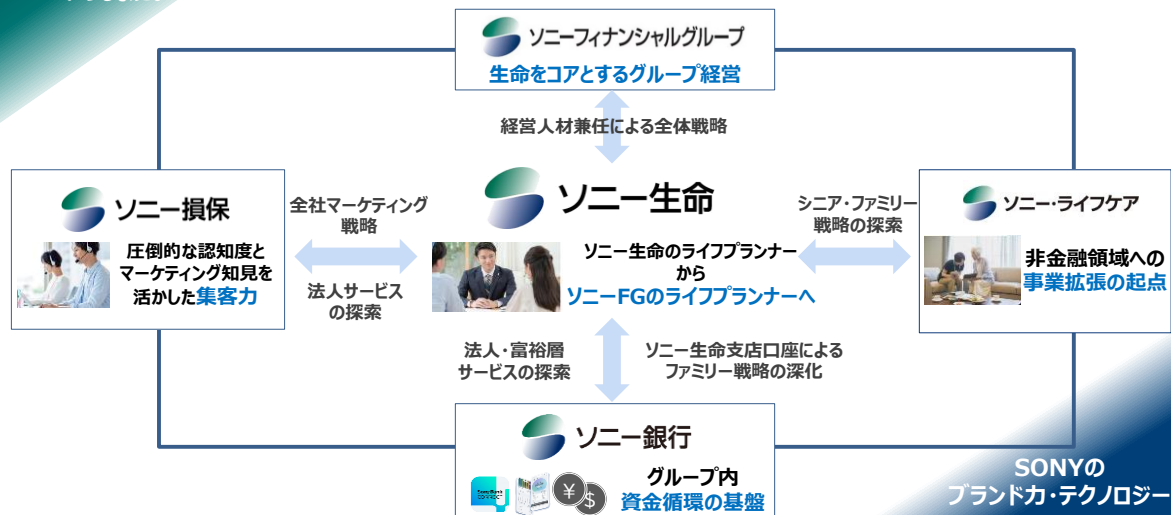 ソニーフィナンシャルグループ
生命をコアとするグループ経営
経営人材兼任による全体戦略
ソニー損保
圧倒的な認知度と
マーケティング知見を
活かした集客力
全社マーケティング
戦略
法人サービス
の探索
ソニー生命
ソニー生命のライフプランナー
から
ソニーFGのライフプランナーへ
シニア・ファミリー
戦略の探索
ソニー・ライフケア
非金融領域への
事業拡張の起点
法人・富裕層
サービスの探索
ソニー生命支店口座による
ファミリー戦略の深化
ソニー銀行
Sony Bank
CONNECT
¥
$
グループ内
資金循環の基盤
SONYの
ブランド力・テクノロジー